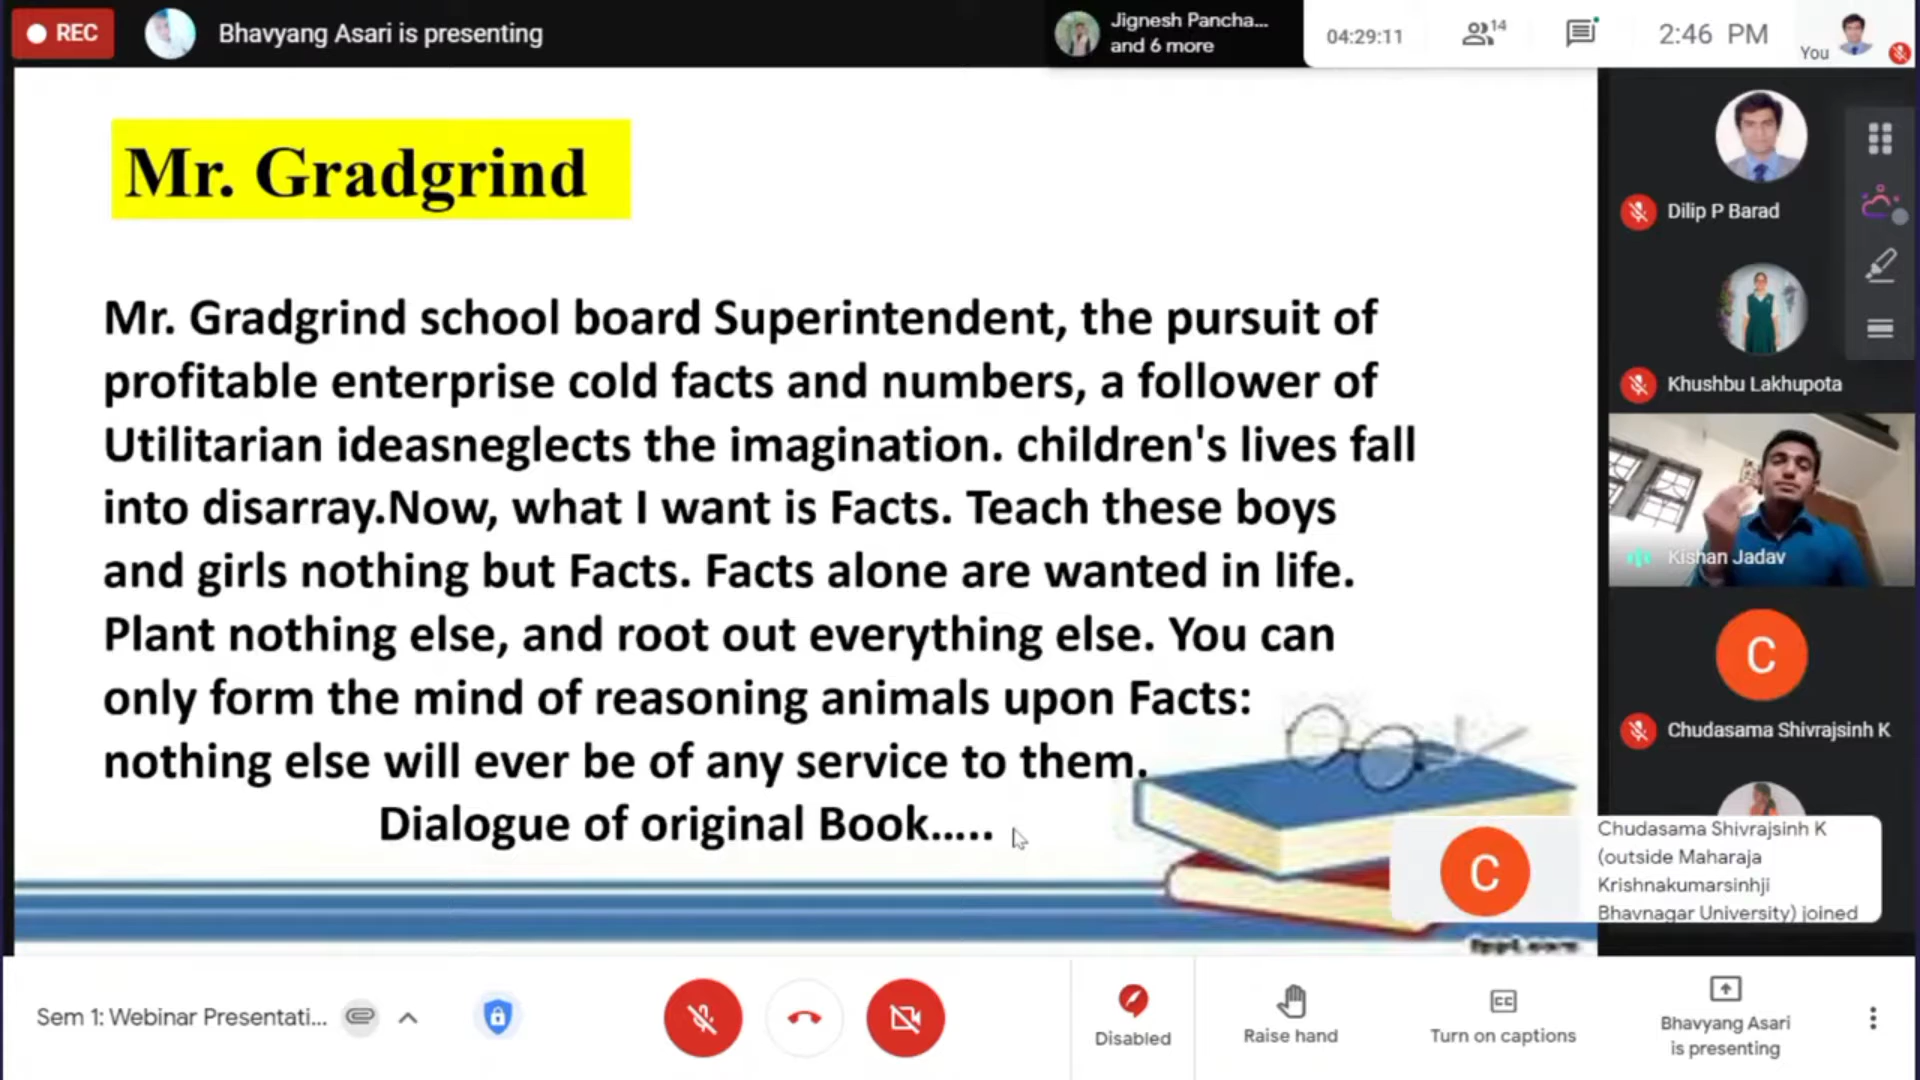 REC
Bhavyang Asari is presenting
Jignesh Pancha...
and 6 more
04:29:11
14
2:46 PM
You
Mr. Gradgrind
Mr. Gradgrind school board Superintendent, the pursuit of
profitable enterprise cold facts and numbers, a follower of
Utilitarian ideasneglects the imagination. children's lives fall
into disarray.Now, what I want is Facts. Teach these boys
and girls nothing but Facts. Facts alone are wanted in life.
Plant nothing else, and root out everything else. You can
only form the mind of reasoning animals upon Facts:
nothing else will ever be of any service to them.
Dialogue of original Book.....
Dilip P Barad
Khushbu Lakhupota
Kishan Jadav
C
Chudasama Shivrajsinh K
C
Chudasama Shivrajsinh K
(outside Maharaja
Krishnakumarsinhji
Bhavnagar University) joined
Sem 1: Webinar Presentati...
Disabled
Raise hand
CC
Turn on captions
Bhavyang Asari
is presenting